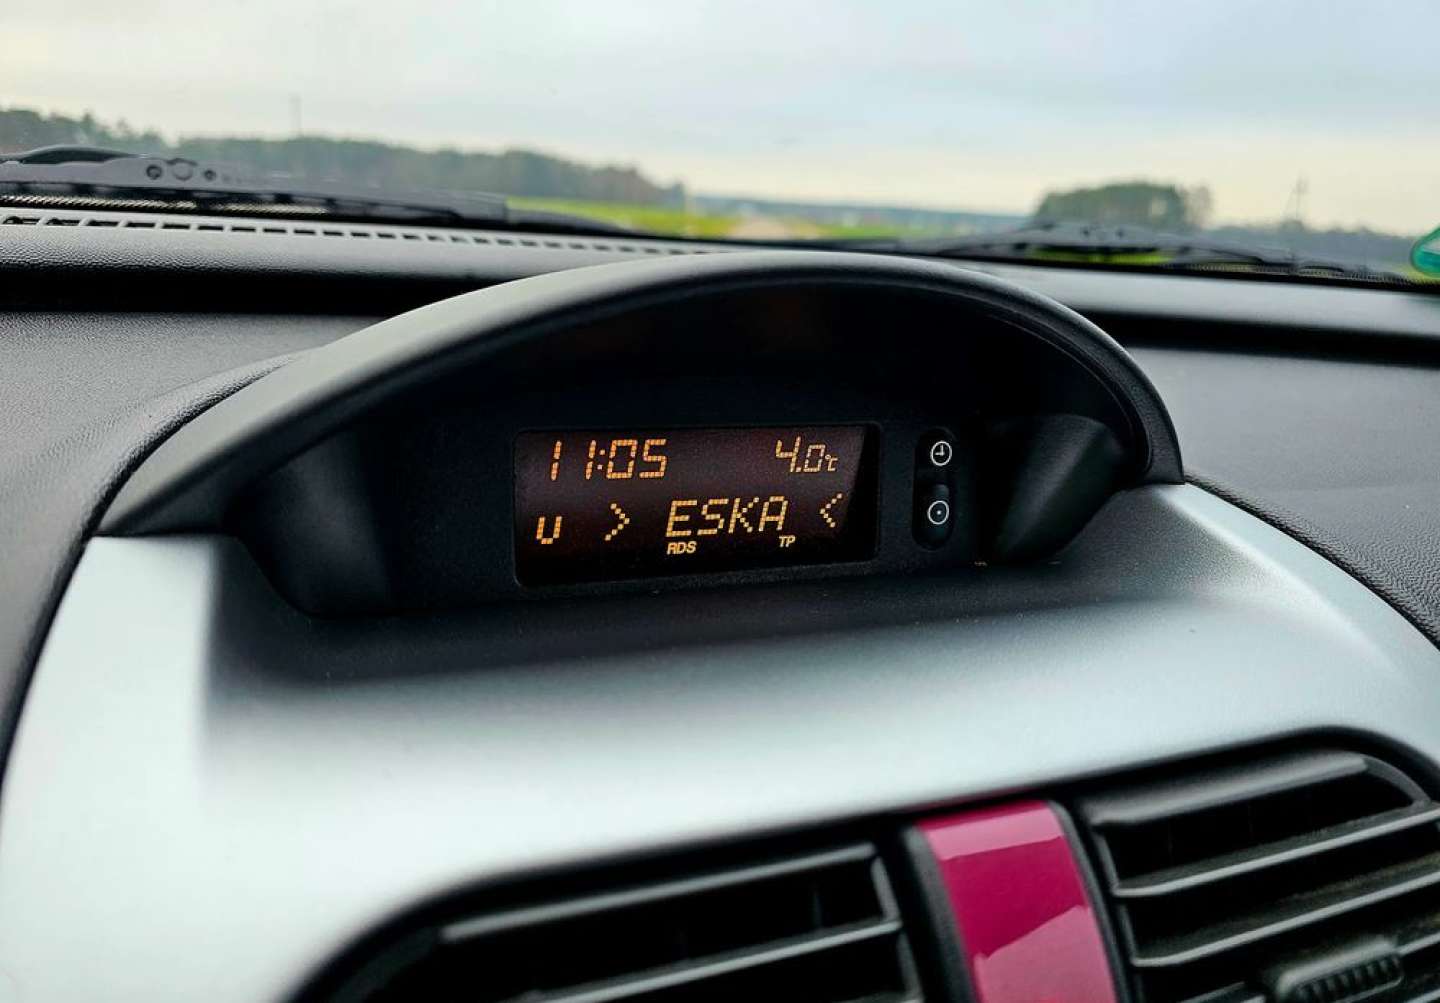 11:05 4.0°C
u > ESKA <
RDS TP